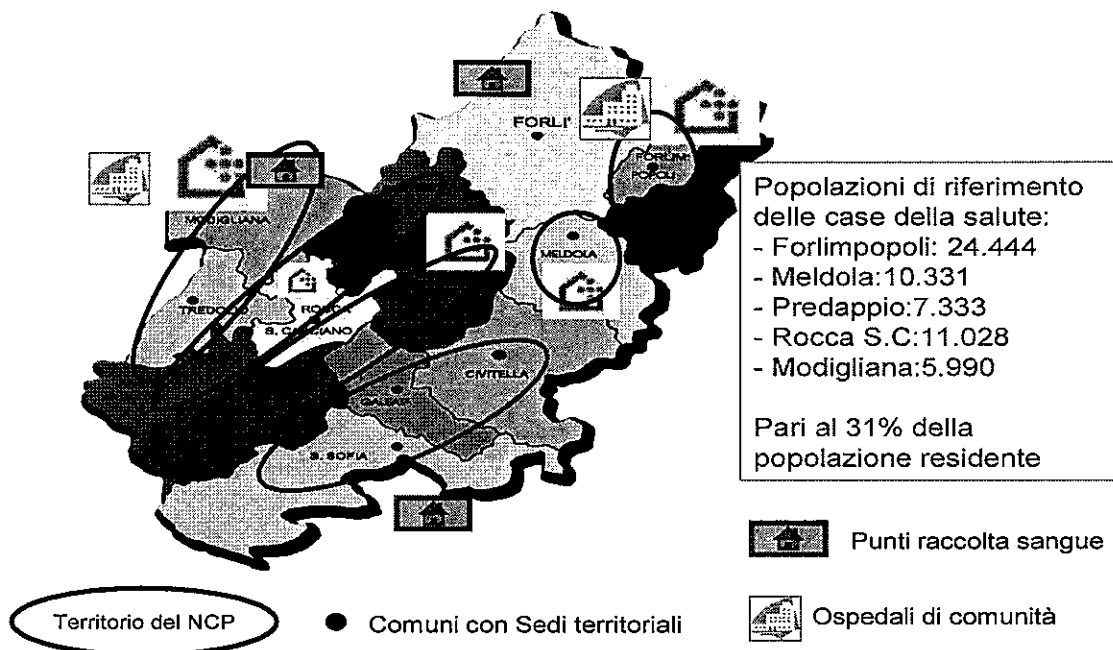 FORLI'
FORLIM
POPOLI
MODIGLIANA
MELDOLA
TREDOZIO
ROCCA
S. CASCIANO
CIVITELLA
GALEATA
S. SOFIA
Popolazioni di riferimento
delle case della salute:
- Forlimpopoli: 24.444
- Meldola:10.331
- Predappio:7.333
- Rocca S.C:11.028
- Modigliana:5.990
Pari al 31% della
popolazione residente
Punti raccolta sangue
Territorio del NCP
Comuni con Sedi territoriali
Ospedali di comunità